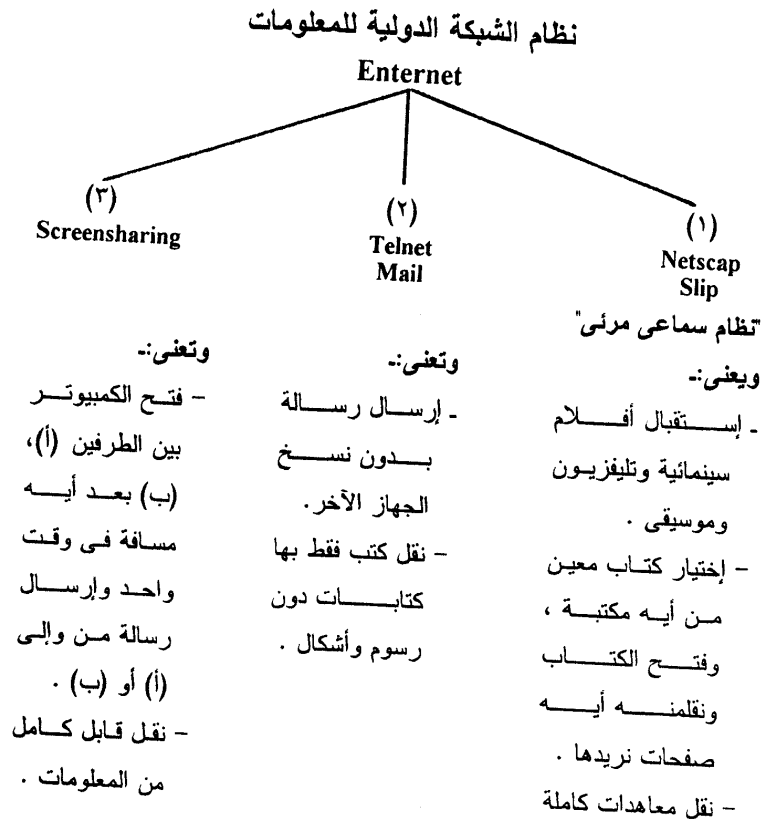 نظام الشبكة الدولية للمعلومات
Enternet
(١)
Netscap
Slip
"نظام سماعى مرئى"
ويعنى:ـ
ـ إستقبال أفلام
سينمائية وتليفزيون
وموسيقى .
– إختيار كتاب معين
من أيه مكتبة ،
وفتح الكتاب
ونقلمنه أيه
صفحات نريدها .
– نقل معاهدات كاملة
(٢)
Telnet
Mail
وتعنى:ـ
ـ إرسال رسالة
بدون نسخ
الجهاز الآخر.
– نقل كتب فقط بها
كتابات دون
رسوم وأشكال .
(٣)
Screensharing
وتعنى:ـ
– فتح الكمبيوتر
بين الطرفين (أ)،
(ب) بعد أيه
مسافة فى وقت
واحد وإرسال
رسالة من وإلى
(أ) أو (ب) .
– نقل قابل كامل
من المعلومات .